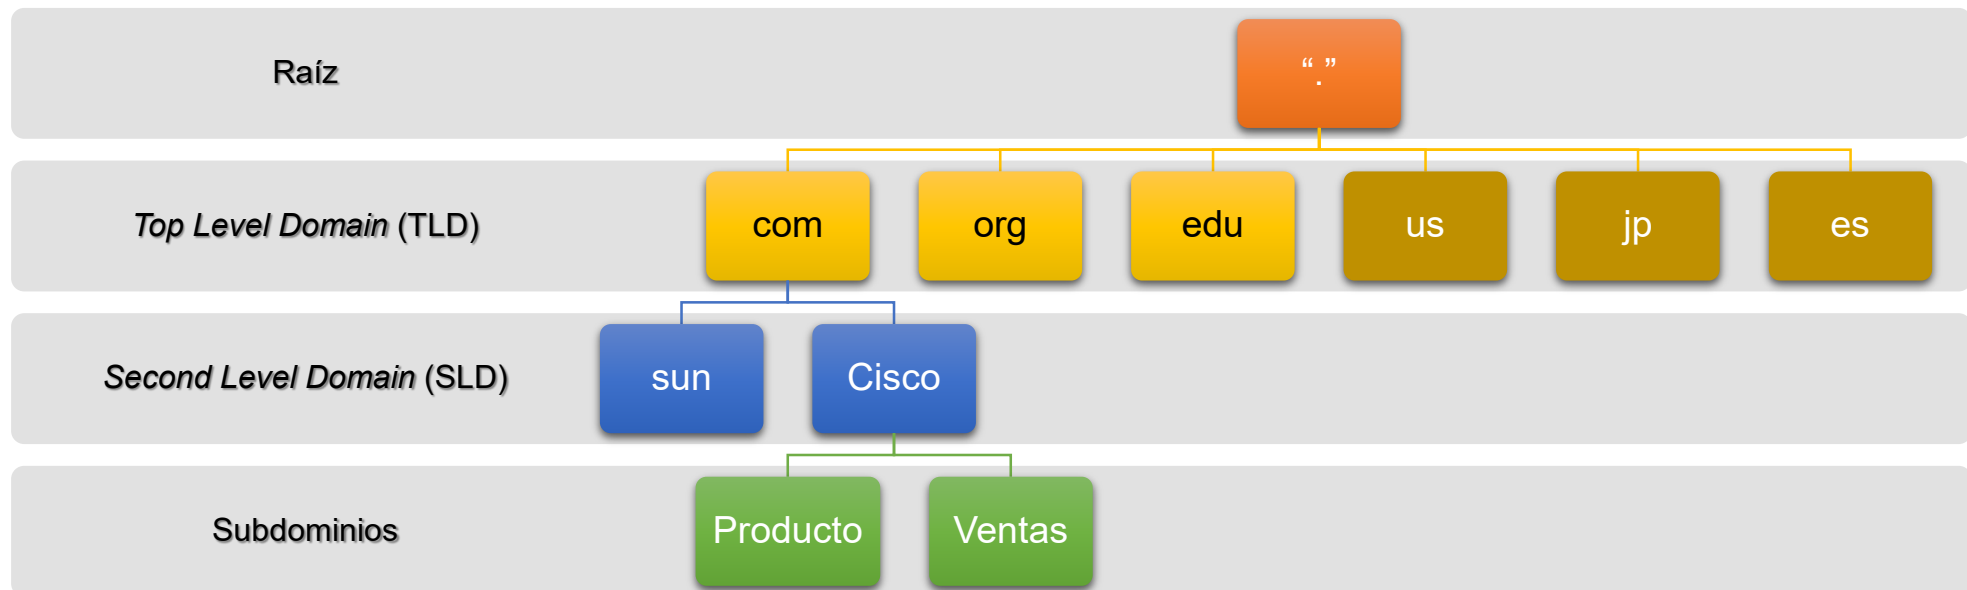 Raíz
“.”
Top Level Domain (TLD)
com
org
edu
us
jp
es
Second Level Domain (SLD)
sun
Cisco
Subdominios
Producto
Ventas